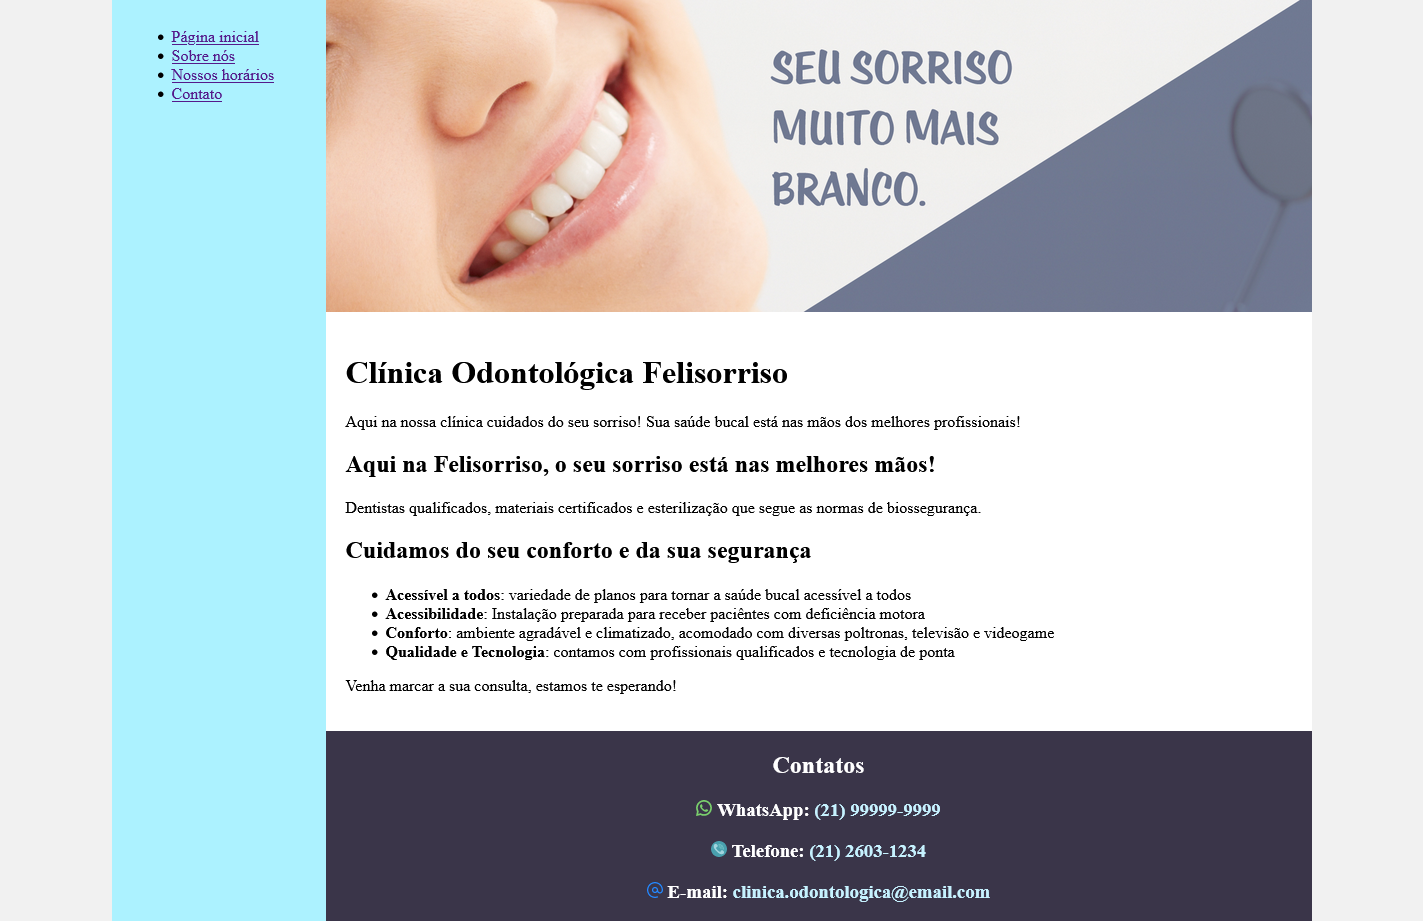 Página inicial
Sobre nós
Nossos horários
Contato
SEU SORRISO
MUITO MAIS
BRANCO.
Clínica Odontológica Felisorriso
Aqui na nossa clínica cuidados do seu sorriso! Sua saúde bucal está nas mãos dos melhores profissionais!
Aqui na Felisorriso, o seu sorriso está nas melhores mãos!
Dentistas qualificados, materiais certificados e esterilização que segue as normas de biossegurança.
Cuidamos do seu conforto e da sua segurança
Acessível a todos: variedade de planos para tornar a saúde bucal acessível a todos
Acessibilidade: Instalação preparada para receber paciêntes com deficiência motora
Conforto: ambiente agradável e climatizado, acomodado com diversas poltronas, televisão e videogame
Qualidade e Tecnologia: contamos com profissionais qualificados e tecnologia de ponta
Venha marcar a sua consulta, estamos te esperando!
Contatos
WhatsApp: (21) 99999-9999
Telefone: (21) 2603-1234
E-mail: clinica.odontologica@email.com